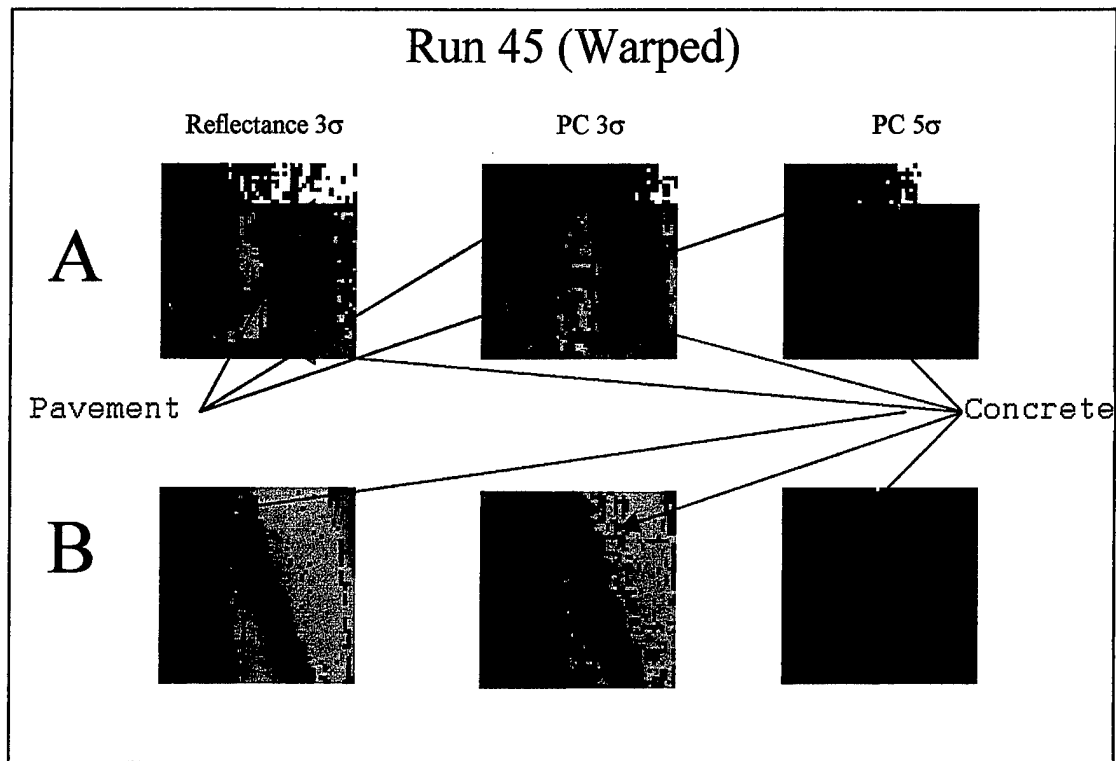 Run 45 (Warped)
Reflectance 3σ
PC 3σ
PC 5σ
A
Pavement
Concrete
B